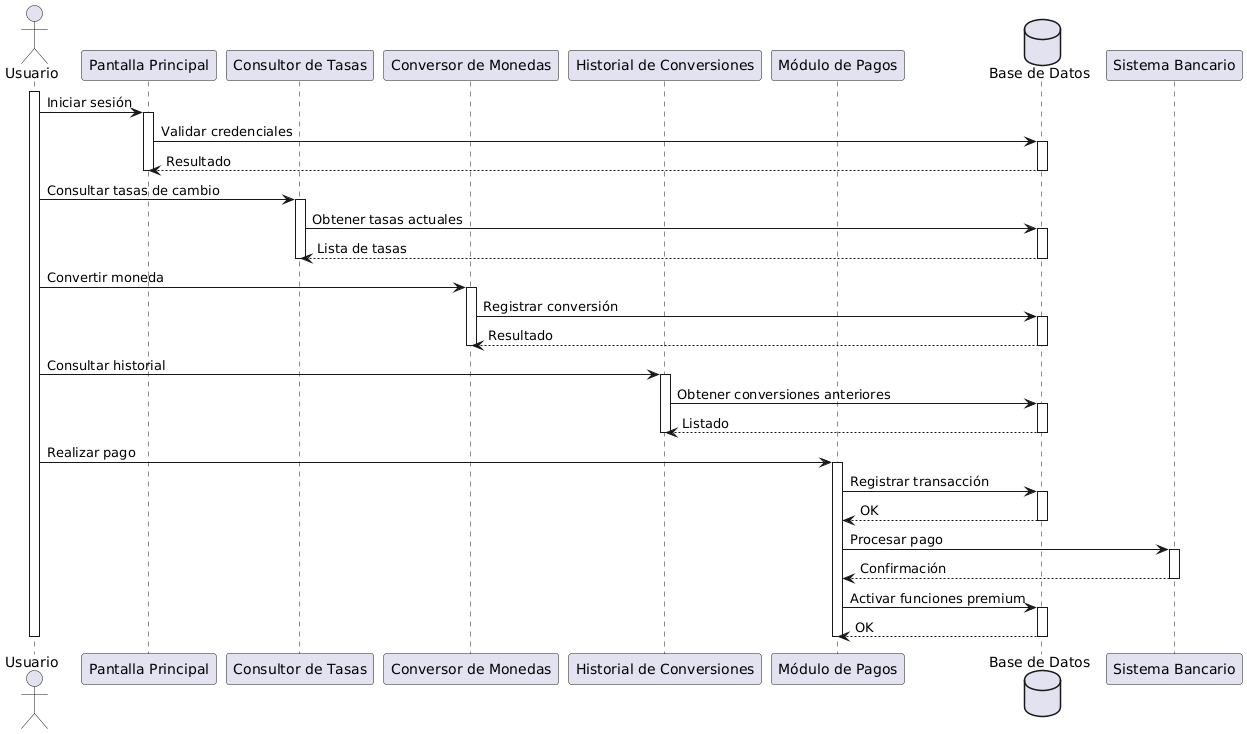 Usuario
Pantalla Principal
Consultor de Tasas
Conversor de Monedas
Historial de Conversiones
Módulo de Pagos
Base de Datos
Sistema Bancario
Iniciar sesión
Validar credenciales
Resultado
Consultar tasas de cambio
Obtener tasas actuales
Lista de tasas
Convertir moneda
Registrar conversión
Resultado
Consultar historial
Obtener conversiones anteriores
Listado
Realizar pago
Registrar transacción
OK
Procesar pago
Confirmación
Activar funciones premium
OK
Usuario
Pantalla Principal
Consultor de Tasas
Conversor de Monedas
Historial de Conversiones
Módulo de Pagos
Base de Datos
Sistema Bancario